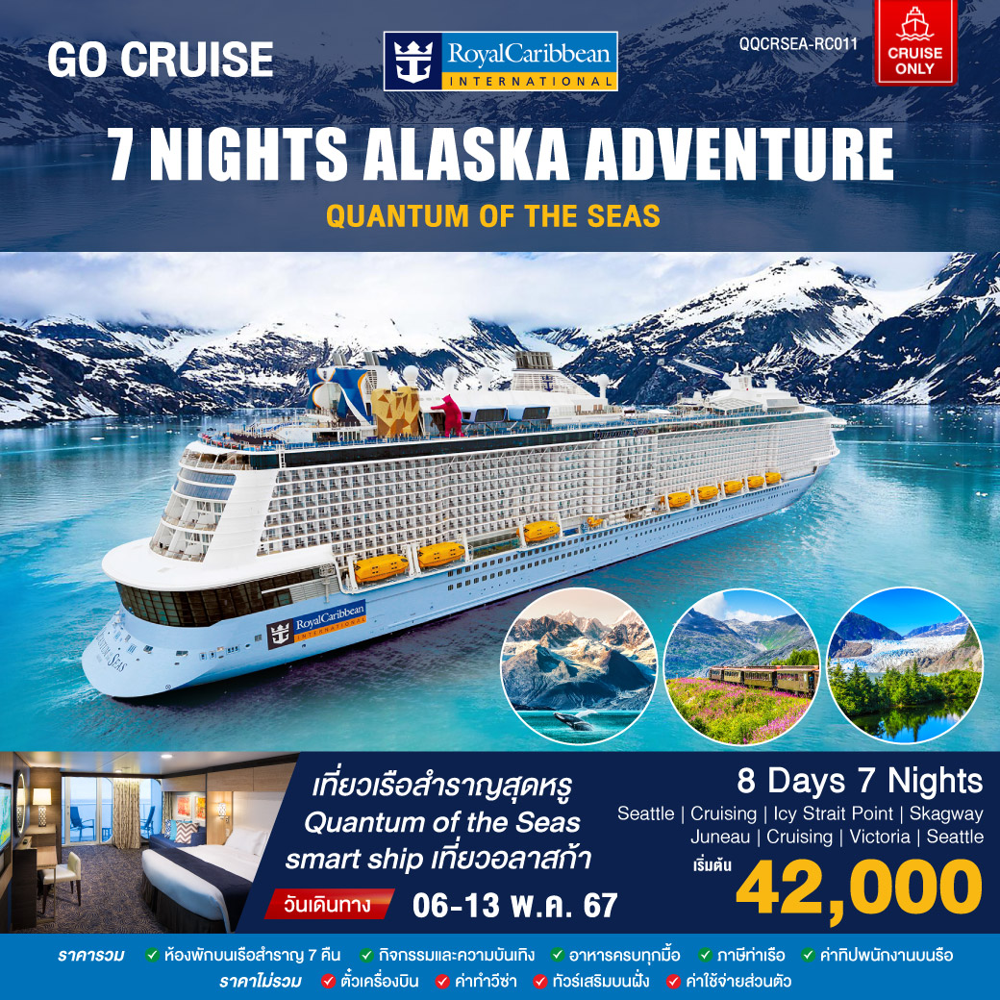 GO CRUISE
RoyalCaribbean
INTERNATIONAL
QQCRSEA-RC011
CRUISE
ONLY
7 NIGHTS ALASKA ADVENTURE
QUANTUM OF THE SEAS
RoyalCaribbean
INTERNATIONAL
QUANTUM OF THE SEAS
เที่ยวเรือสำราญสุดหรู
Quantum of the Seas
smart ship เที่ยวอลาสก้า
วันเดินทาง 06-13 พ.ค. 67
8 Days 7 Nights
Seattle | Cruising | Icy Strait Point | Skagway
Juneau | Cruising | Victoria | Seattle
เริ่มต้น 42,000
ราคารวม ห้องพักบนเรือสำราญ 7 คืน กิจกรรมและความบันเทิง อาหารครบทุกมื้อ ภาษีท่าเรือ ค่าทิปพนักงานบนเรือ
ราคาไม่รวม ตั๋วเครื่องบิน ค่าทำวีซ่า ทัวร์เสริมบนฝั่ง ค่าใช้จ่ายส่วนตัว